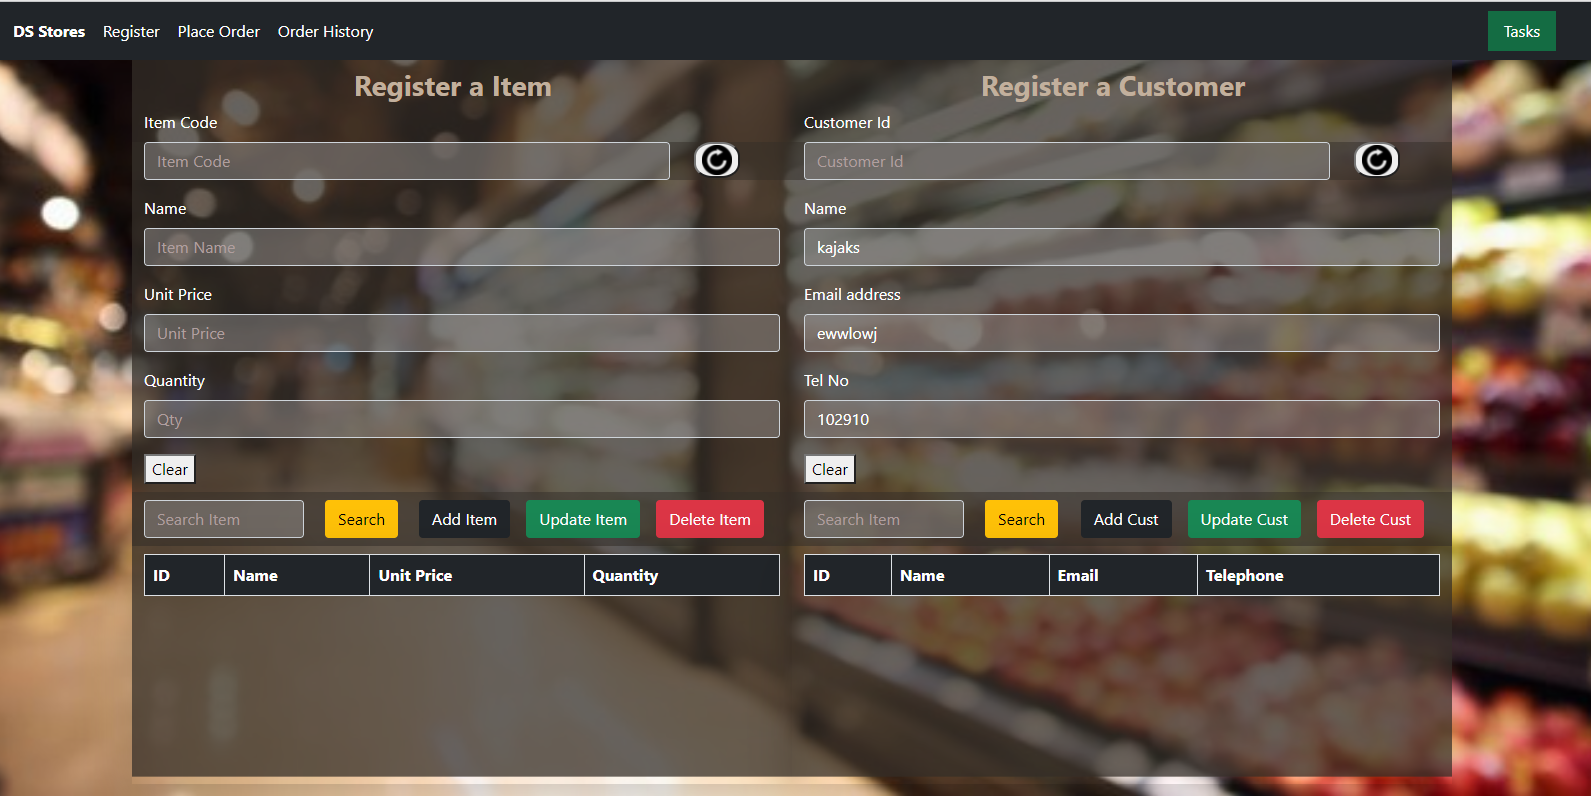 DS Stores Register Place Order Order History Tasks
Register a Item
Item Code
Item Code
Name
Item Name
Unit Price
Unit Price
Quantity
Qty
Clear
Search Item Search Add Item Update Item Delete Item
ID Name Unit Price Quantity
Register a Customer
Customer Id
Customer Id
Name
kajaks
Email address
ewwlowj
Tel No
102910
Clear
Search Item Search Add Cust Update Cust Delete Cust
ID Name Email Telephone